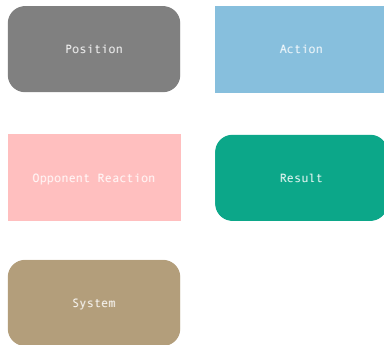 Position
Action
Opponent Reaction
Result
System